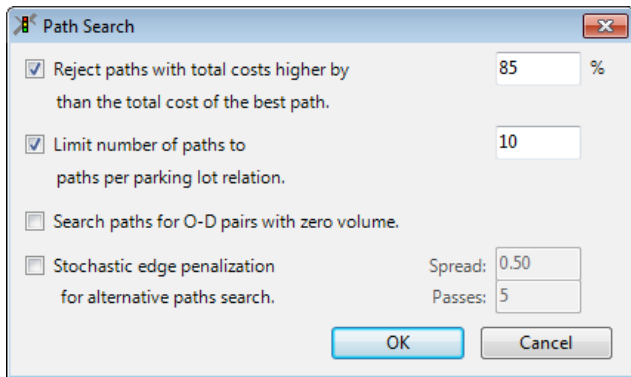 Path Search
Reject paths with total costs higher by 85 %
than the total cost of the best path.
Limit number of paths to 10
paths per parking lot relation.
Search paths for O-D pairs with zero volume.
Stochastic edge penalization Spread: 0.50
for alternative paths search. Passes: 5
OK Cancel